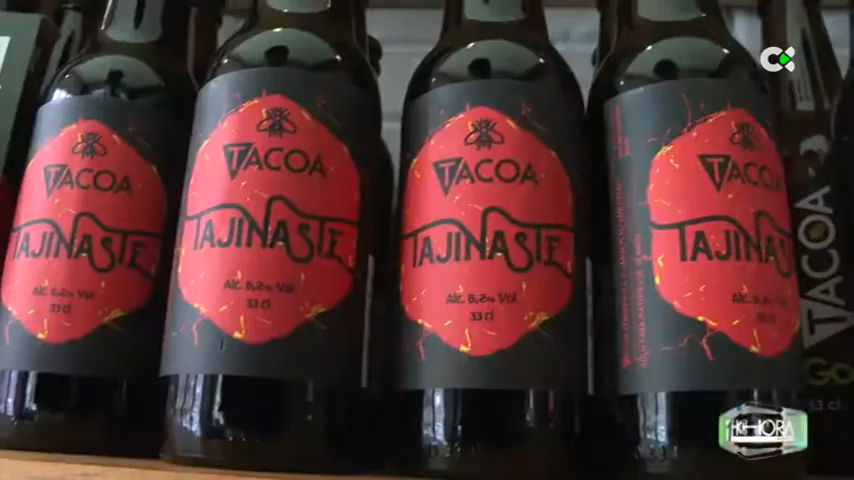 TACOA
TAJINASTE
Alc 6,2% Vol
33 cl
TACOA
TAJINASTE
Alc 6,2% Vol
33 cl
TACOA
TAJINASTE
Alc 6,2% Vol
33 cl
TACOA
TAJINAS
TACOA
Go